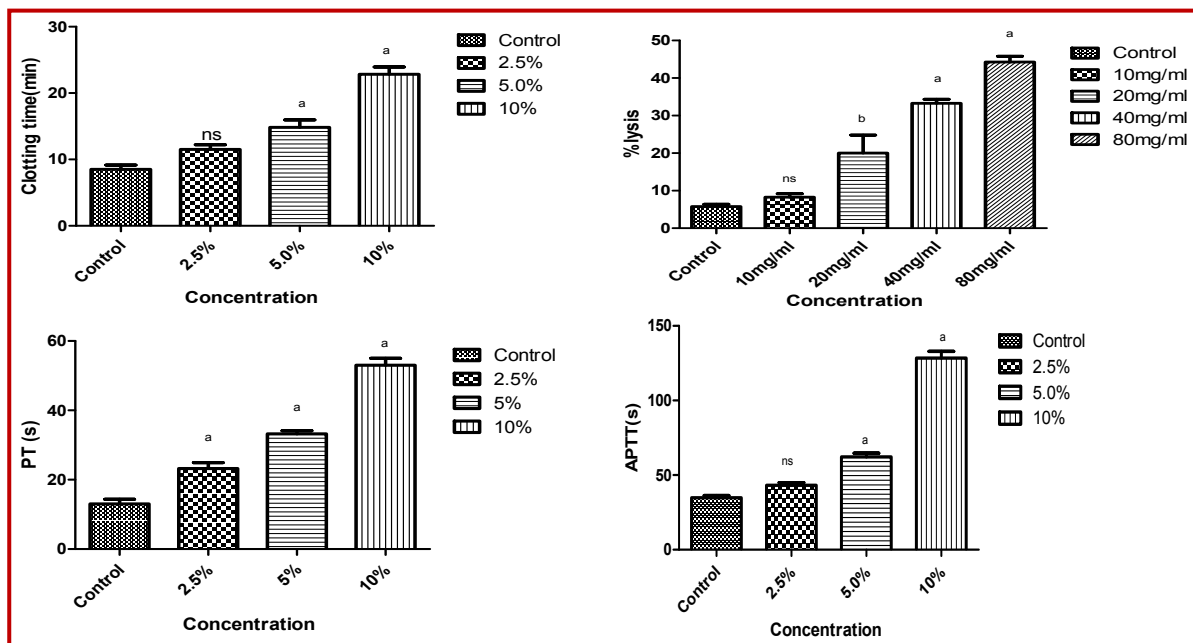 30
20
10
0
Clotting time(min)
ns
a
a
Control
2.5%
5.0%
10%
Concentration
Control
2.5%
5.0%
10%
50
40
30
20
10
0
%lysis
ns
b
a
a
Control
10mg/ml
20mg/ml
40mg/ml
80mg/ml
Concentration
Control
10mg/ml
20mg/ml
40mg/ml
80mg/ml
60
40
20
0
PT (s)
a
a
a
Control
2.5%
5%
10%
Concentration
Control
2.5%
5%
10%
150
100
50
0
APTT(s)
ns
a
a
Control
2.5%
5.0%
10%
Concentration
Control
2.5%
5.0%
10%